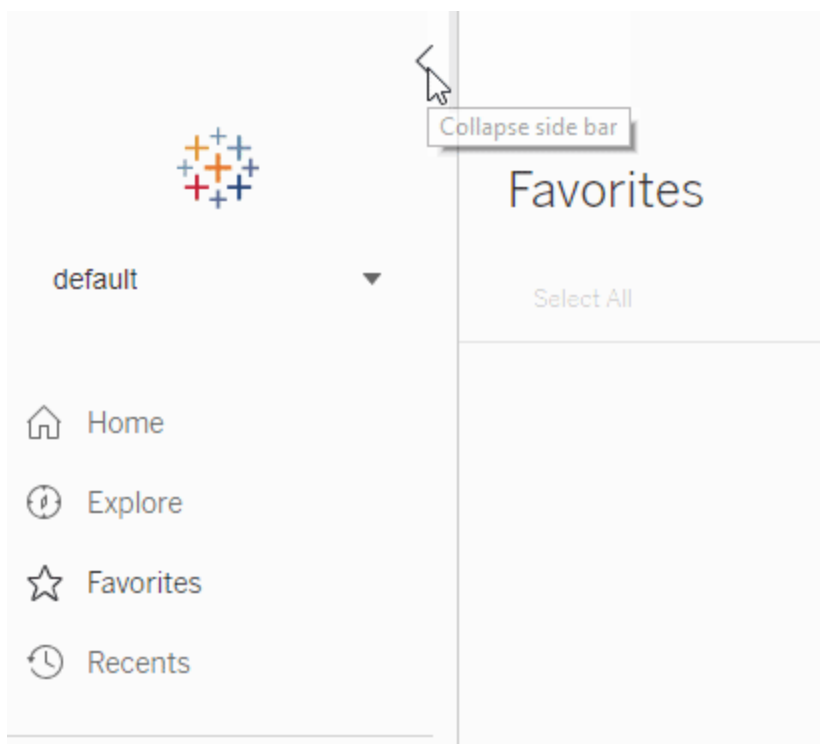 Collapse side bar
default
Home
Explore
Favorites
Recents
Favorites
Select All